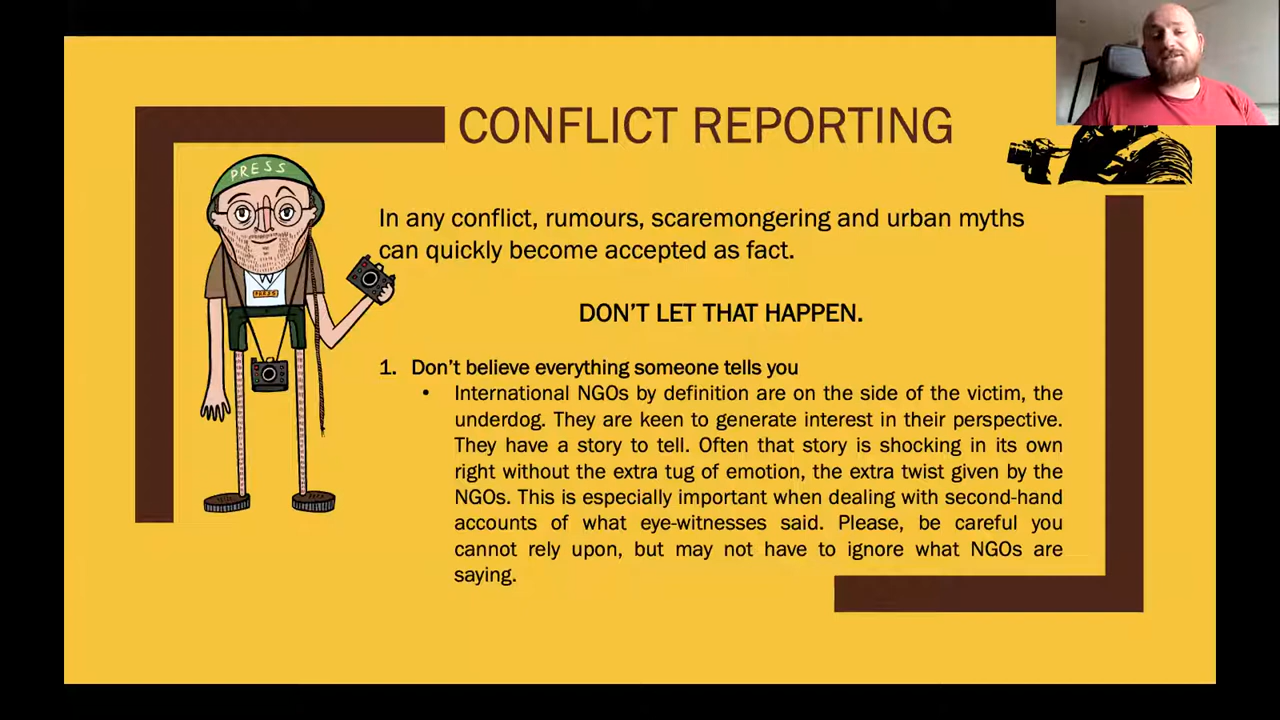 CONFLICT REPORTING
PRESS
In any conflict, rumours, scaremongering and urban myths
can quickly become accepted as fact.
PRESS
DON'T LET THAT HAPPEN.
1. Don't believe everything someone tells you
• International NGOs by definition are on the side of the victim, the
underdog. They are keen to generate interest in their perspective.
They have a story to tell. Often that story is shocking in its own
right without the extra tug of emotion, the extra twist given by the
NGOs. This is especially important when dealing with second-hand
accounts of what eye-witnesses said. Please, be careful you
cannot rely upon, but may not have to ignore what NGOs are
saying.